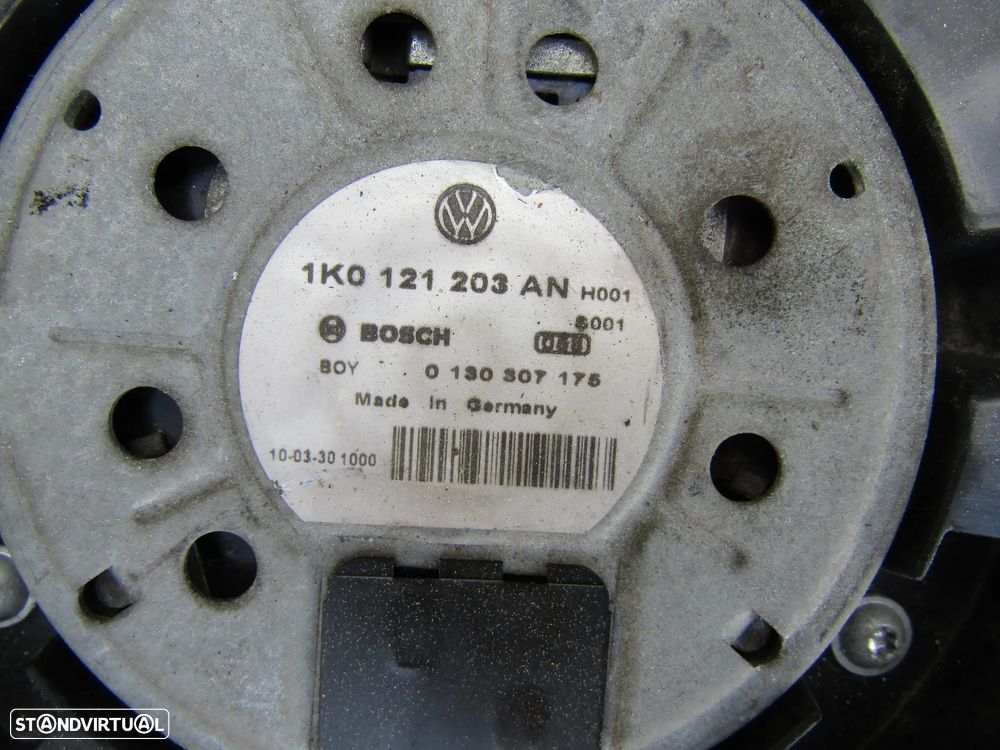 VW
1K0 121 203 AN H001
S001
BOSCH
BOY 0 130 307 175
Made in Germany
10-03-30 1000
STANDVIRTUAL